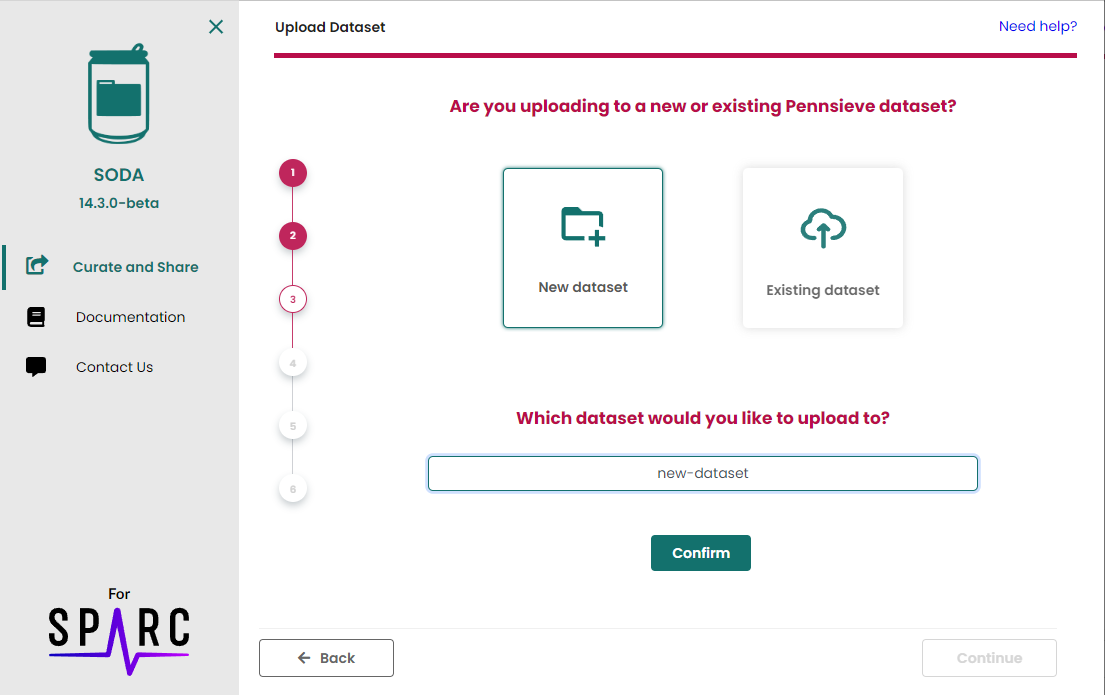 Upload Dataset
Need help?
SODA
14.3.0-beta
Curate and Share
Documentation
Contact Us
For
SPARC
Are you uploading to a new or existing Pennsieve dataset?
1
2
3
4
5
6
New dataset
Existing dataset
Which dataset would you like to upload to?
new-dataset
Confirm
Back
Continue